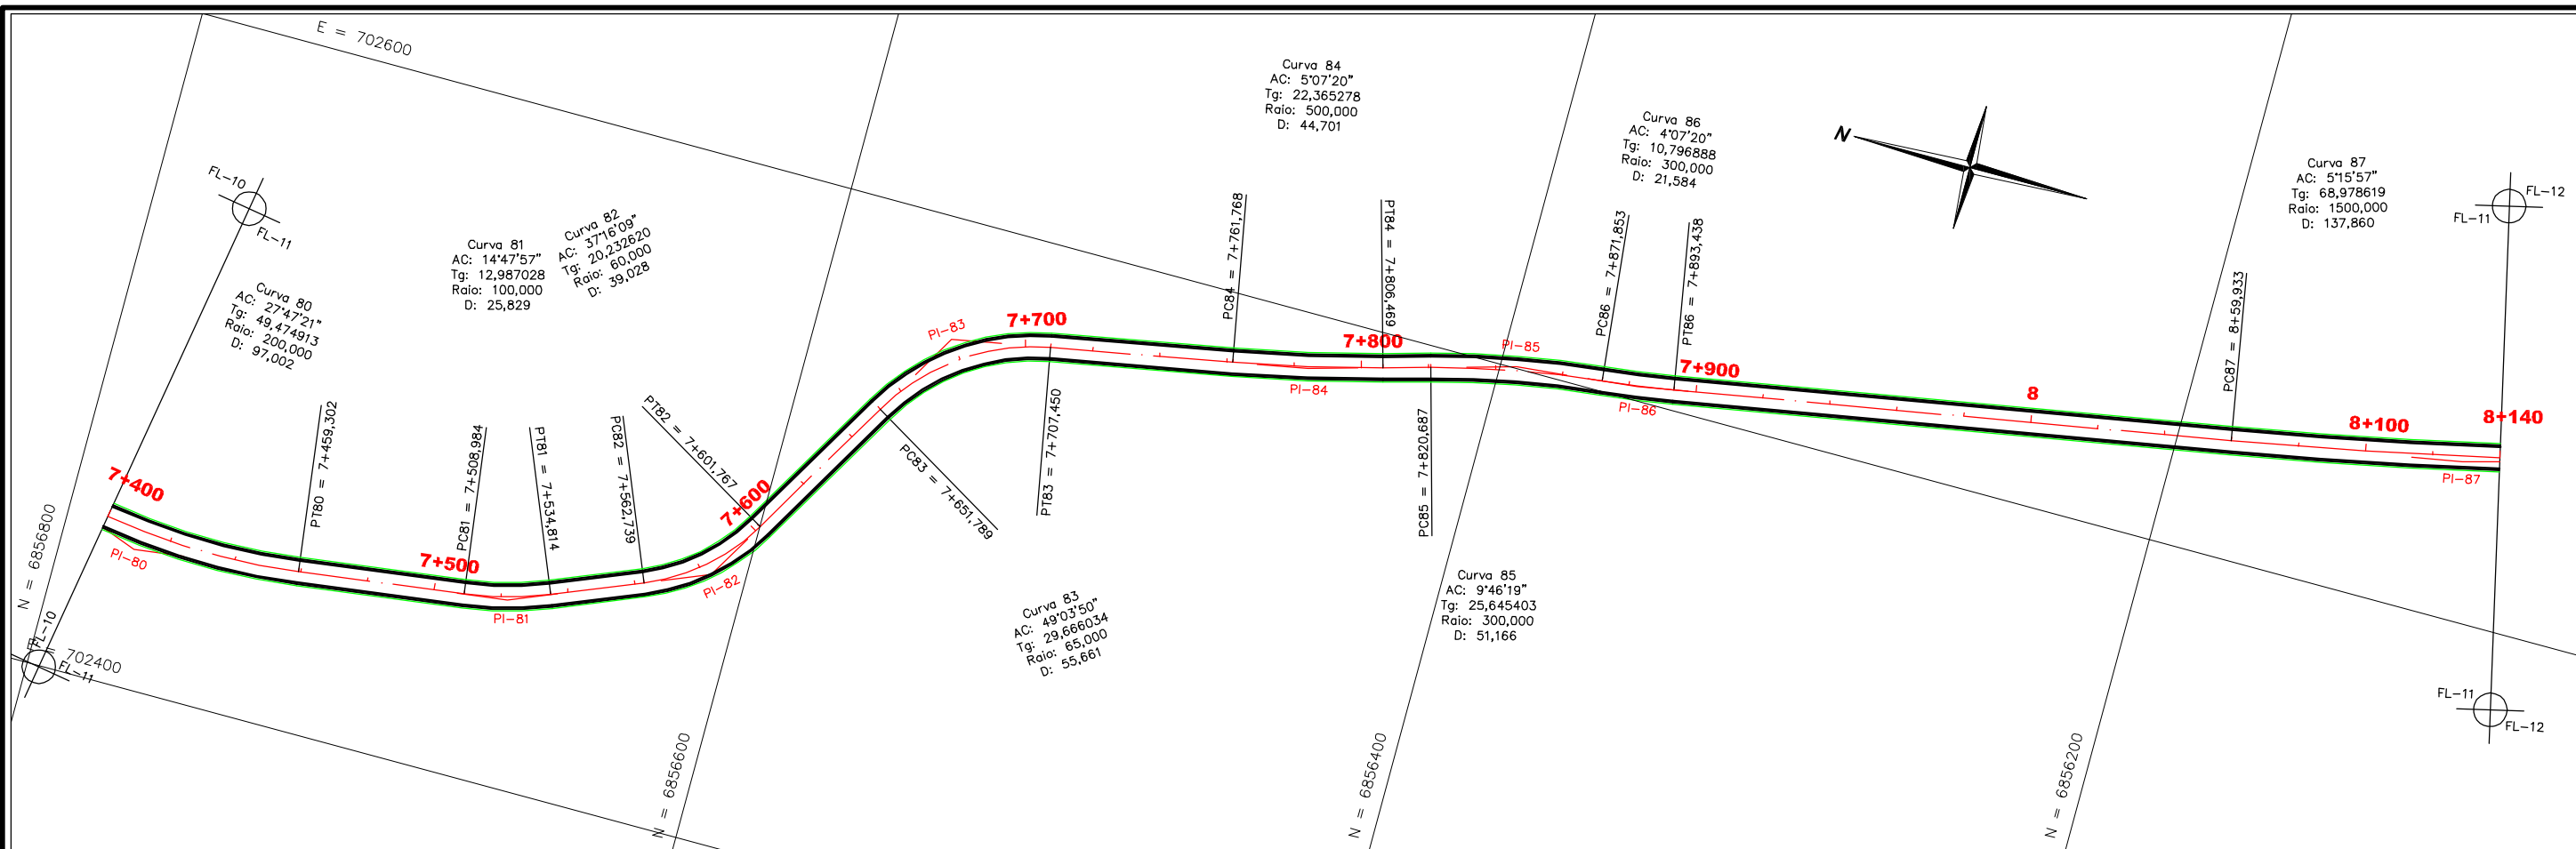 E = 702600
N = 6856800
FL-10
FL-11
Curva 80
AC: 27°47'21"
Tg: 49,474913
Raio: 200,000
D: 97,002
Curva 81
AC: 14°47'57"
Tg: 12,987028
Raio: 100,000
D: 25,829
Curva 82
AC: 37°16'09"
Tg: 20,232620
Raio: 60,000
D: 39,028
Curva 84
AC: 5°07'20"
Tg: 22,365278
Raio: 500,000
D: 44,701
Curva 86
AC: 4°07'20"
Tg: 10,796888
Raio: 300,000
D: 21,584
N
Curva 87
AC: 5°15'57"
Tg: 68,978619
Raio: 1500,000
D: 137,860
FL-12
FL-11
7+400
PI-80
PT80 = 7+459,302
7+500
PC81 = 7+508,984
PI-81
PT81 = 7+534,814
PC82 = 7+562,739
PI-82
PT82 = 7+601,767
7+600
PC83 = 7+651,789
PI-83
7+700
PT83 = 7+707,450
PC84 = 7+761,768
PI-84
7+800
PT84 = 7+806,469
PC85 = 7+820,687
PI-85
PC86 = 7+871,853
PI-86
PT86 = 7+893,438
7+900
8
PC87 = 8+59,933
8+100
8+140
PI-87
Curva 83
AC: 49°03'50"
Tg: 29,666034
Raio: 65,000
D: 55,661
Curva 85
AC: 9°46'19"
Tg: 25,645403
Raio: 300,000
D: 51,166
FL-10
FL-11
E = 702400
N = 6856600
N = 6856400
N = 6856200
FL-11
FL-12